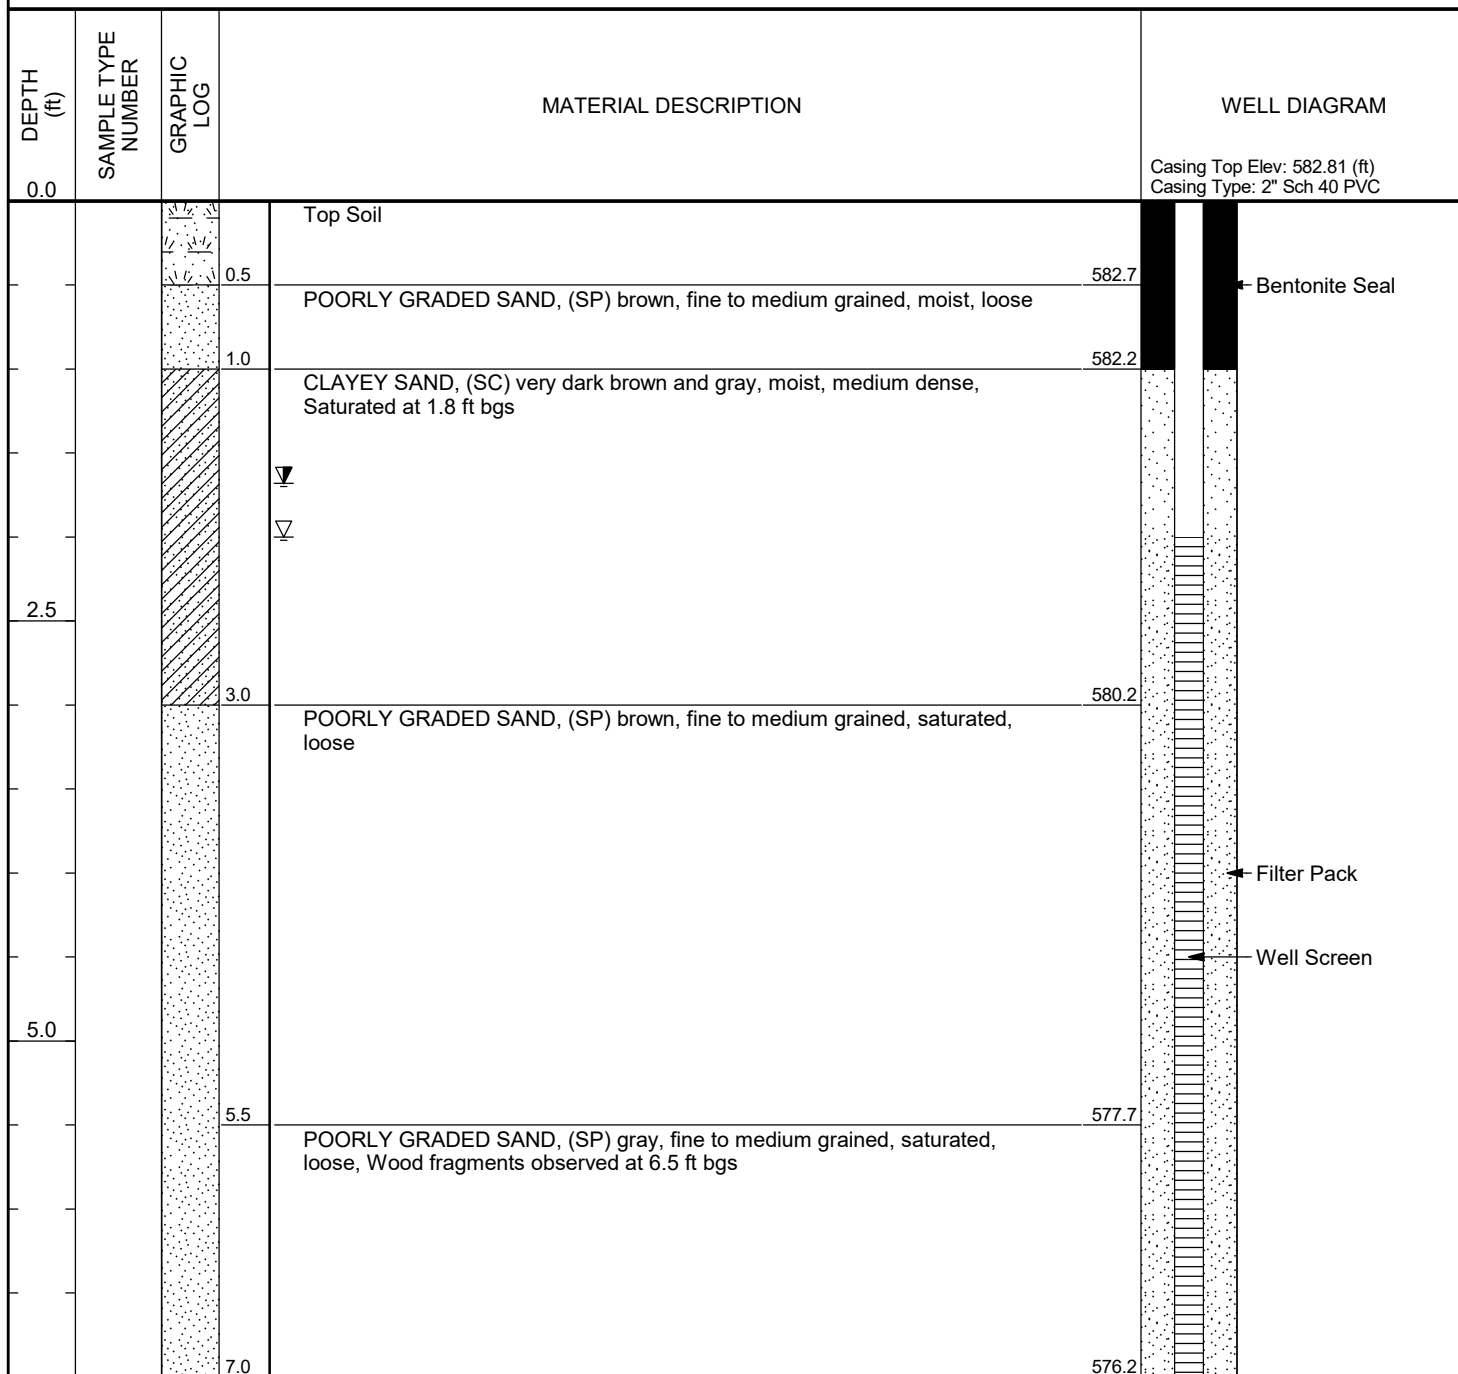 DEPTH
(ft)
SAMPLE TYPE
NUMBER
GRAPHIC
LOG
MATERIAL DESCRIPTION
WELL DIAGRAM
Casing Top Elev: 582.81 (ft)
Casing Type: 2" Sch 40 PVC
0.0
Top Soil
0.5
582.7
Bentonite Seal
POORLY GRADED SAND, (SP) brown, fine to medium grained, moist, loose
1.0
582.2
CLAYEY SAND, (SC) very dark brown and gray, moist, medium dense,
Saturated at 1.8 ft bgs
2.5
3.0
580.2
POORLY GRADED SAND, (SP) brown, fine to medium grained, saturated,
loose
Filter Pack
Well Screen
5.0
5.5
577.7
POORLY GRADED SAND, (SP) gray, fine to medium grained, saturated,
loose, Wood fragments observed at 6.5 ft bgs
7.0
576.2